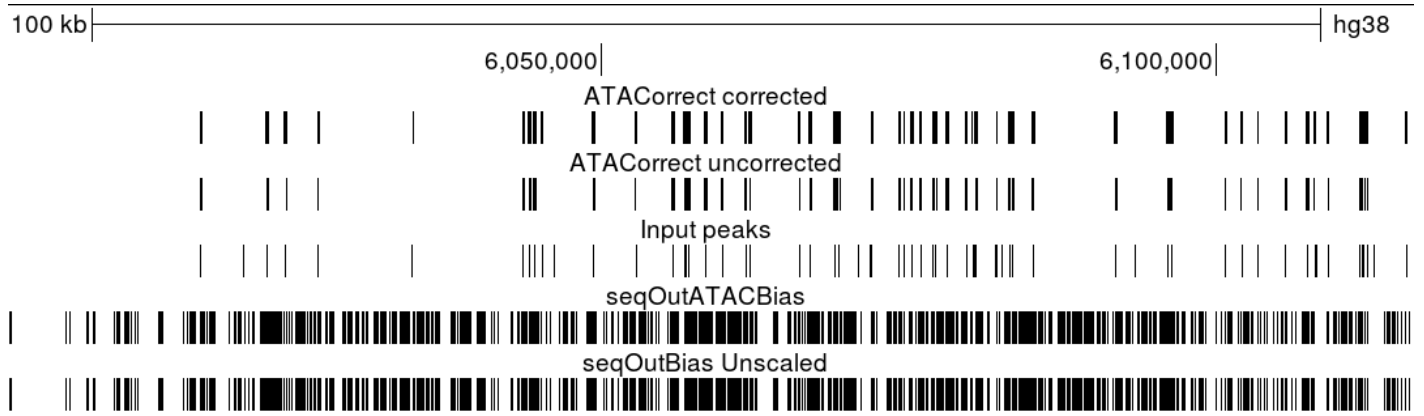 100 kb hg38
6,050,000 6,100,000
ATACorrect corrected
ATACorrect uncorrected
Input peaks
seqOutATACBias
seqOutBias Unscaled